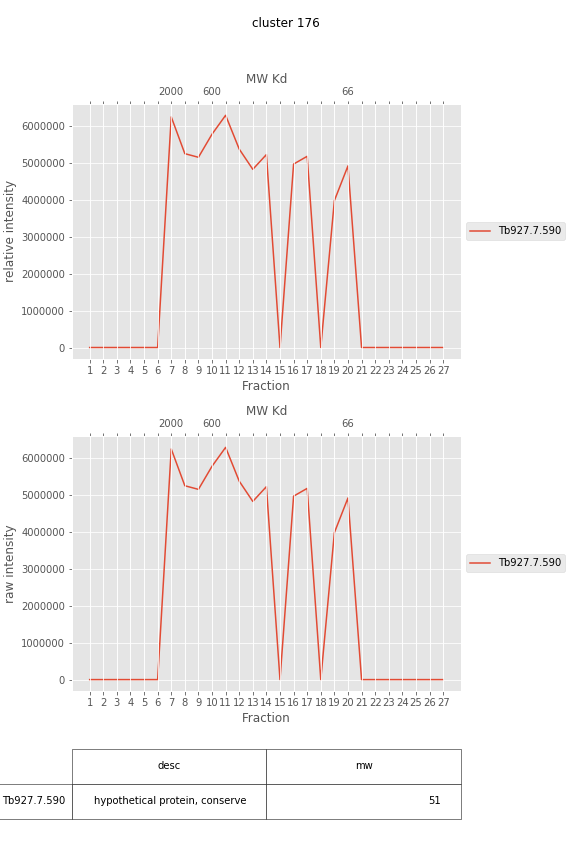 cluster 176
MW Kd
2000 600 66
6000000
5000000
4000000
3000000
2000000
1000000
0
relative intensity
Tb927.7.590
1 2 3 4 5 6 7 8 9 10 11 12 13 14 15 16 17 18 19 20 21 22 23 24 25 26 27
Fraction
MW Kd
2000 600 66
6000000
5000000
4000000
3000000
2000000
1000000
0
raw intensity
Tb927.7.590
1 2 3 4 5 6 7 8 9 10 11 12 13 14 15 16 17 18 19 20 21 22 23 24 25 26 27
Fraction
desc mw
Tb927.7.590 hypothetical protein, conserve 51